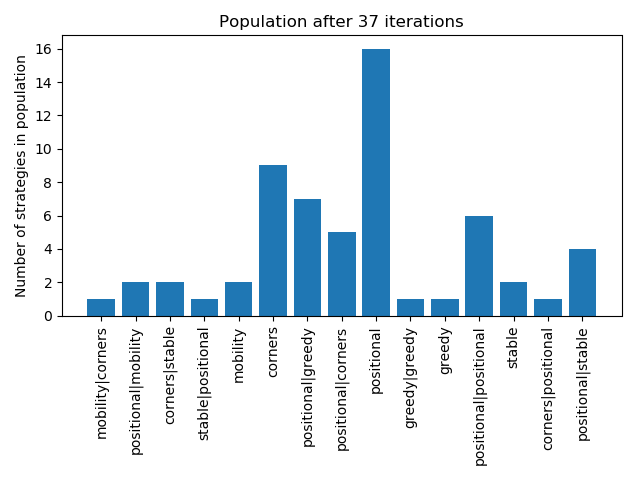 Population after 37 iterations
Number of strategies in population
16
14
12
10
8
6
4
2
0
mobility|corners
positional|mobility
corners|stable
stable|positional
mobility
corners
positional|greedy
positional|corners
positional
greedy|greedy
greedy
positional|positional
stable
corners|positional
positional|stable